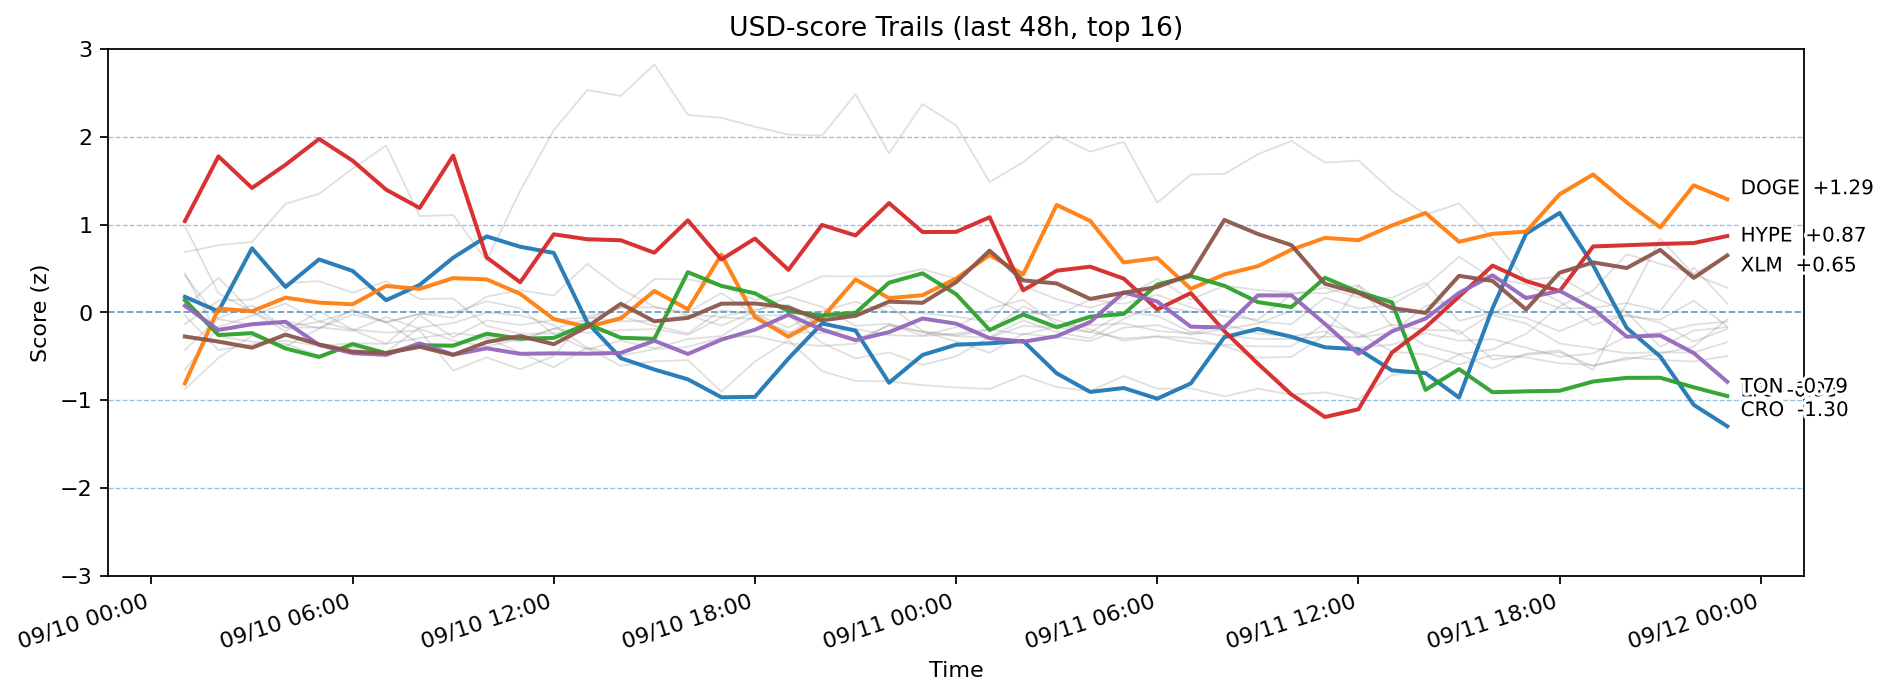 USD-score Trails (last 48h, top 16)
Score (z)
3
2
1
0
−1
−2
−3
DOGE +1.29
HYPE +0.87
XLM +0.65
TON -0.79
CRO -1.30
09/10 00:00
09/10 06:00
09/10 12:00
09/10 18:00
09/11 00:00
09/11 06:00
09/11 12:00
09/11 18:00
09/12 00:00
Time